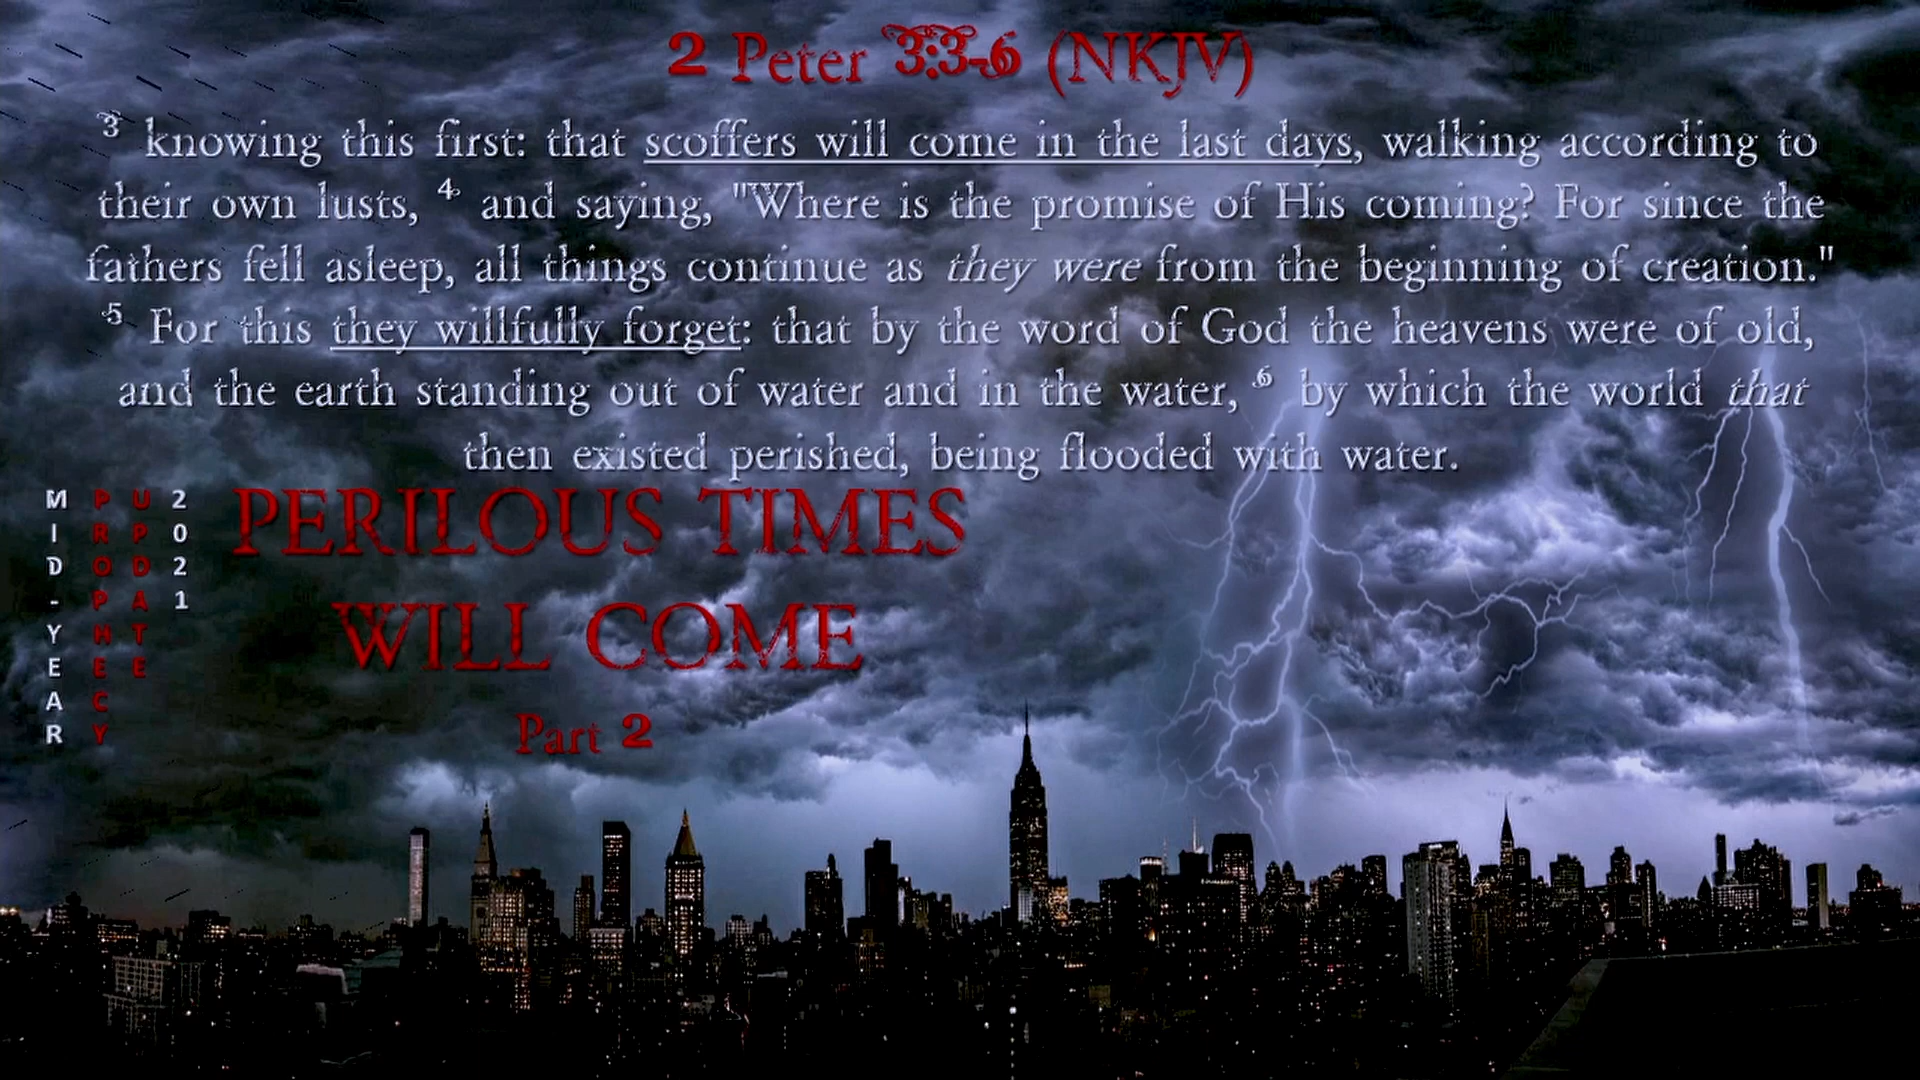 2 Peter 3:3-6 (NKJV)
3 knowing this first: that scoffers will come in the last days, walking according to
their own lusts, 4 and saying, "Where is the promise of His coming? For since the
fathers fell asleep, all things continue as they were from the beginning of creation."
5 For this they willfully forget: that by the word of God the heavens were of old,
and the earth standing out of water and in the water, 6 by which the world that
then existed perished, being flooded with water.
MID-YEAR
PROPHECY
UPDATE
2021
PERILOUS TIMES
WILL COME
Part 2